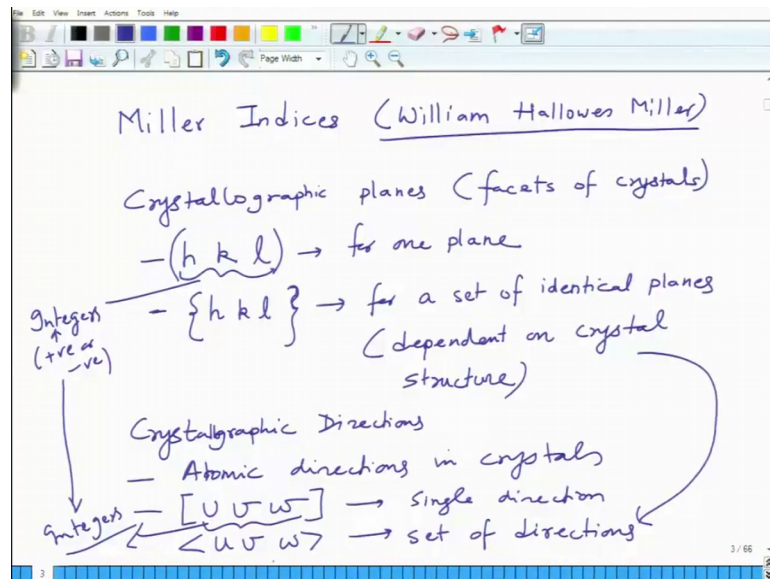 File Edit View Insert Actions Tools Help
B I
Page Width
Miller Indices (William Hallowes Miller)
Crystallographic planes (facets of crystals)
- (h k l) → for one plane
- {h k l} → for a set of identical planes
Integers
(+ve or
-ve)
(dependent on crystal
structure)
Crystallgraphic Directions
- Atomic directions in crystals
Integers - [u v w] → single direction
<u v w> → set of directions
3 / 66
3